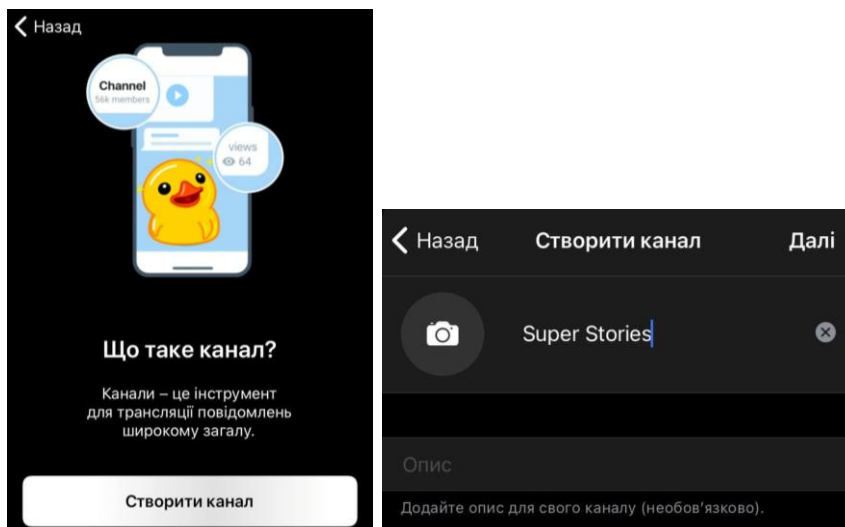 Назад
Channel
56k members
views
64
Що таке канал?
Канали – це інструмент
для трансляції повідомлень
широкому загалу.
Створити канал
Назад Створити канал Далі
Super Stories
Опис
Додайте опис для свого каналу (необов'язково).